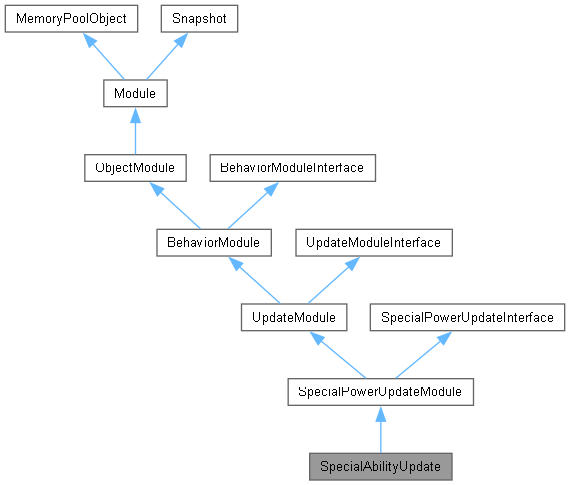 MemoryPoolObject
Snapshot
Module
ObjectModule
BehaviorModuleInterface
BehaviorModule
UpdateModuleInterface
UpdateModule
SpecialPowerUpdateInterface
SpecialPowerUpdateModule
SpecialAbilityUpdate